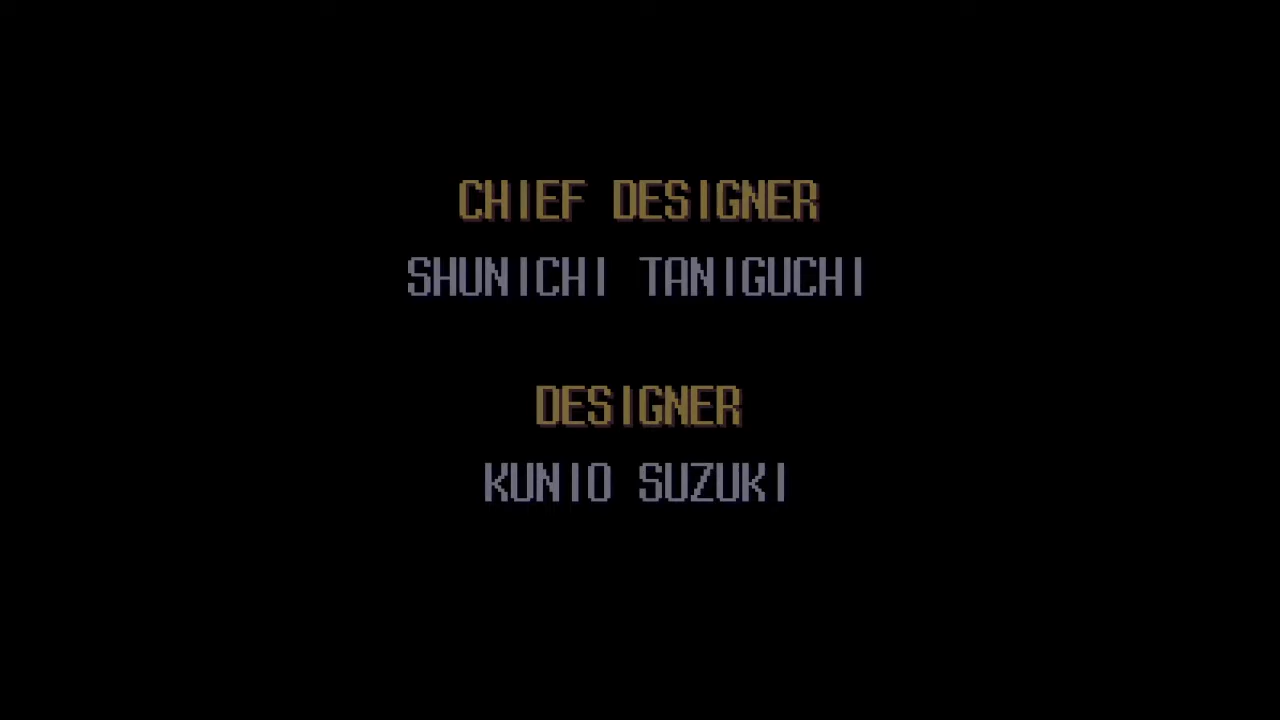 CHIEF DESIGNER
SHUNICHI TANIGUCHI
DESIGNER
KUNIO SUZUKI